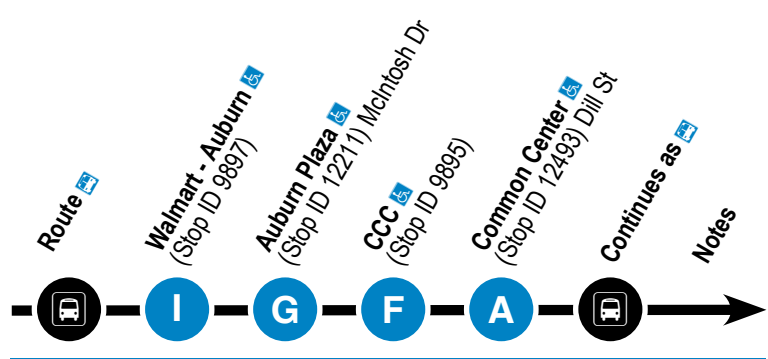 Route
Walmart - Auburn
(Stop ID 9897)
Auburn Plaza
(Stop ID 12211) McIntosh Dr
CCC
(Stop ID 9895)
Common Center
(Stop ID 12493) Dill St
Continues as
Notes
I
G
F
A